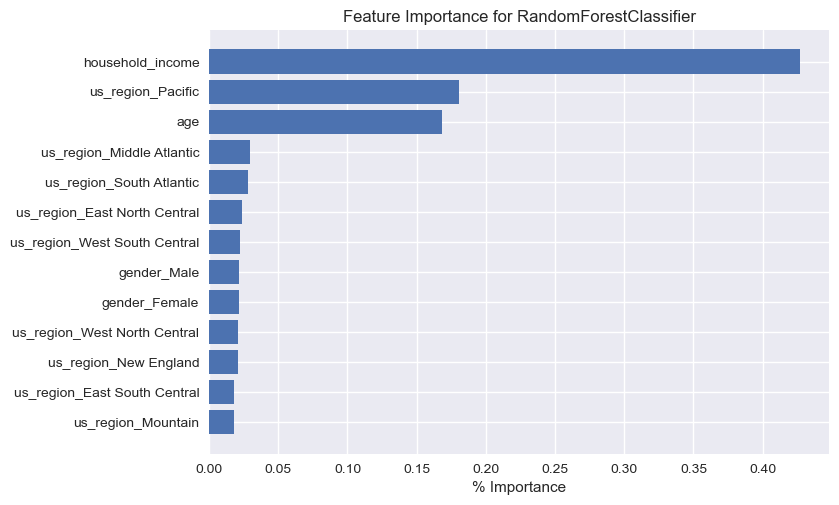 Feature Importance for RandomForestClassifier
household_income
us_region_Pacific
age
us_region_Middle Atlantic
us_region_South Atlantic
us_region_East North Central
us_region_West South Central
gender_Male
gender_Female
us_region_West North Central
us_region_New England
us_region_East South Central
us_region_Mountain
0.00 0.05 0.10 0.15 0.20 0.25 0.30 0.35 0.40
% Importance